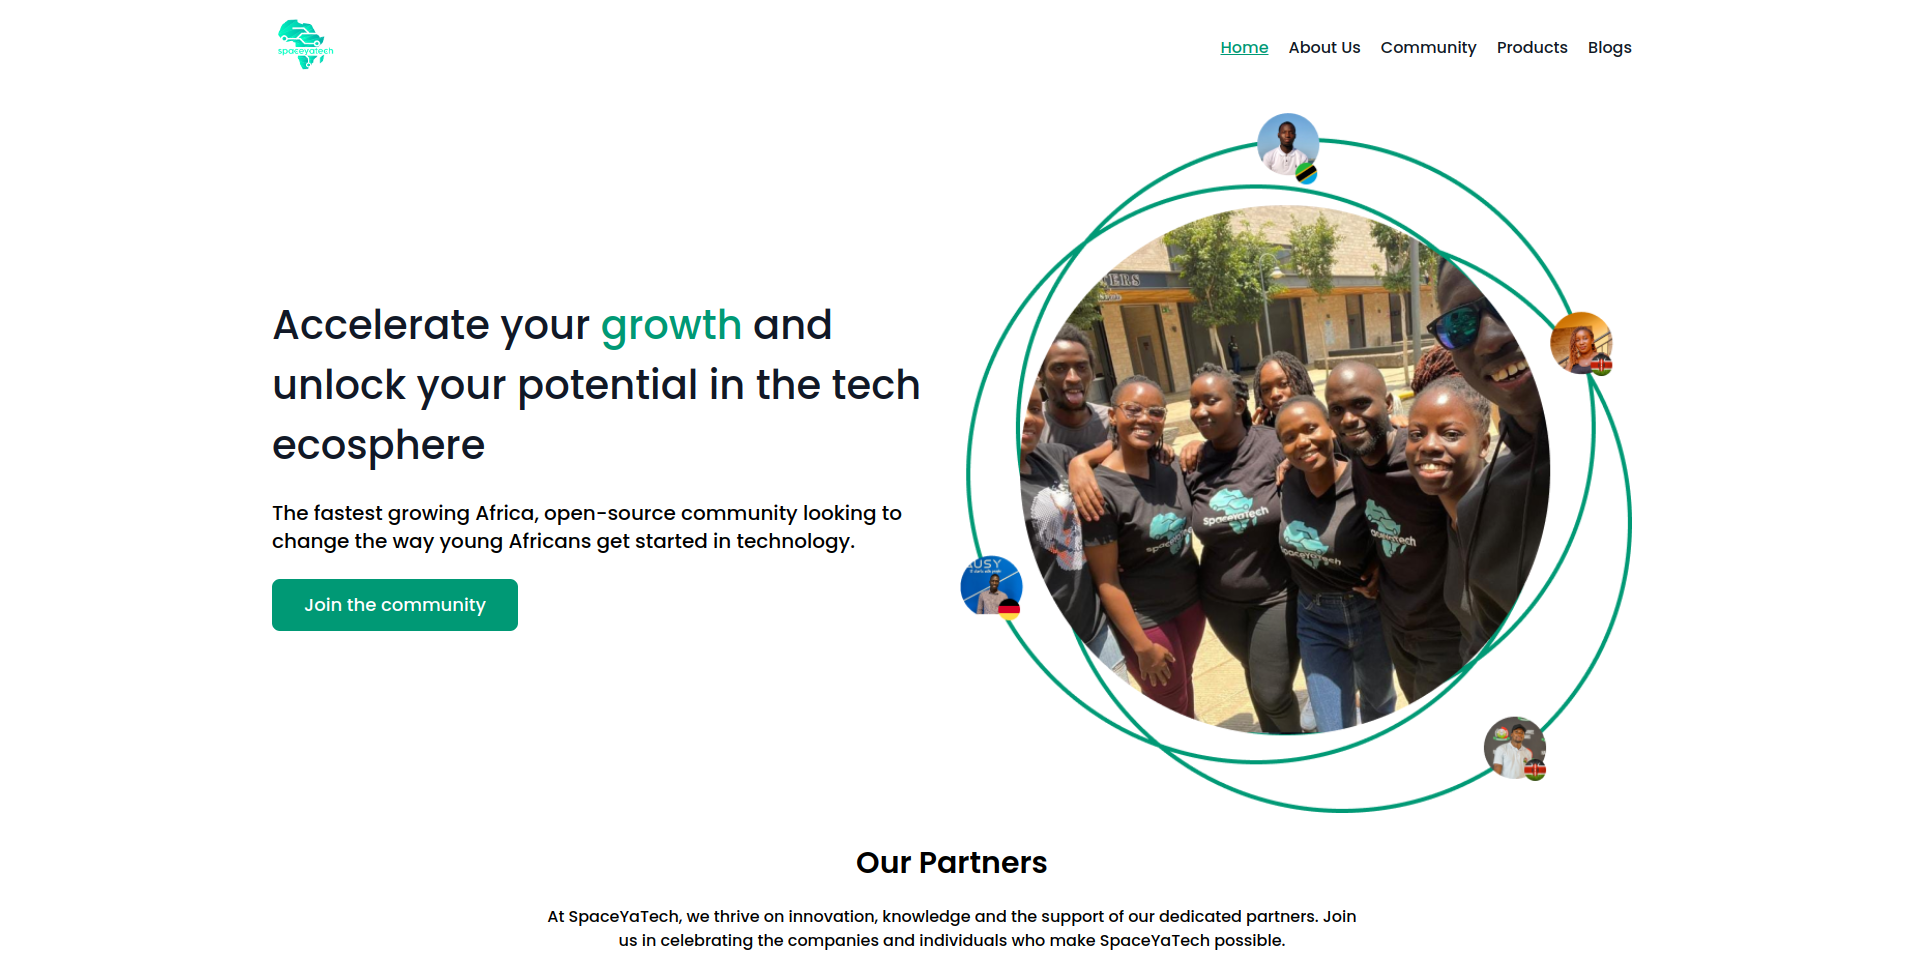 spaceyatech
Home About Us Community Products Blogs
Accelerate your growth and
unlock your potential in the tech
ecosphere
The fastest growing Africa, open-source community looking to
change the way young Africans get started in technology.
Join the community
TERS
SpaceYaTech
USY
Our Partners
At SpaceYaTech, we thrive on innovation, knowledge and the support of our dedicated partners. Join
us in celebrating the companies and individuals who make SpaceYaTech possible.